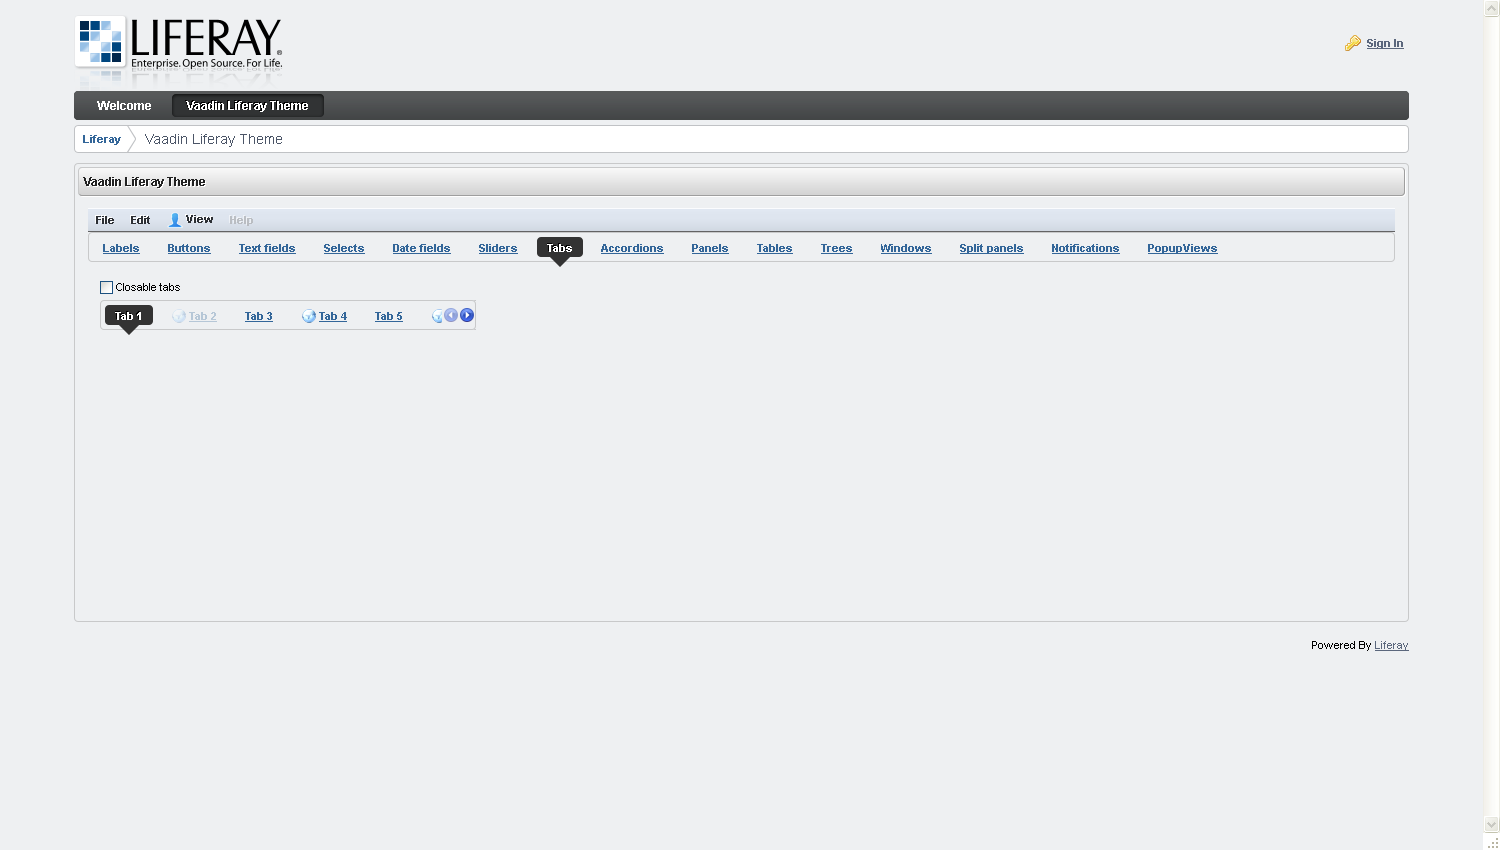 LIFERAY
Enterprise. Open Source. For Life.
Sign In
Welcome Vaadin Liferay Theme
Liferay Vaadin Liferay Theme
Vaadin Liferay Theme
File Edit View Help
Labels Buttons Text fields Selects Date fields Sliders Tabs Accordions Panels Tables Trees Windows Split panels Notifications PopupViews
Closable tabs
Tab 1 Tab 2 Tab 3 Tab 4 Tab 5
Powered By Liferay